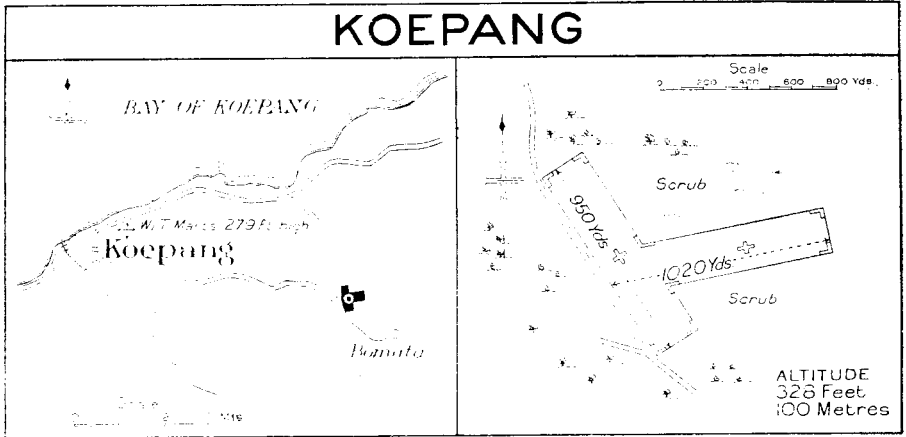 KOEPANG
BAY OF KOEPANG
W/T Masts 279 Ft. high
Koepang
Scale
0 200 400 600 800 Yds.
Scrub
950 Yds
1020 Yds
Scrub
ALTITUDE
328 Feet
100 Metres